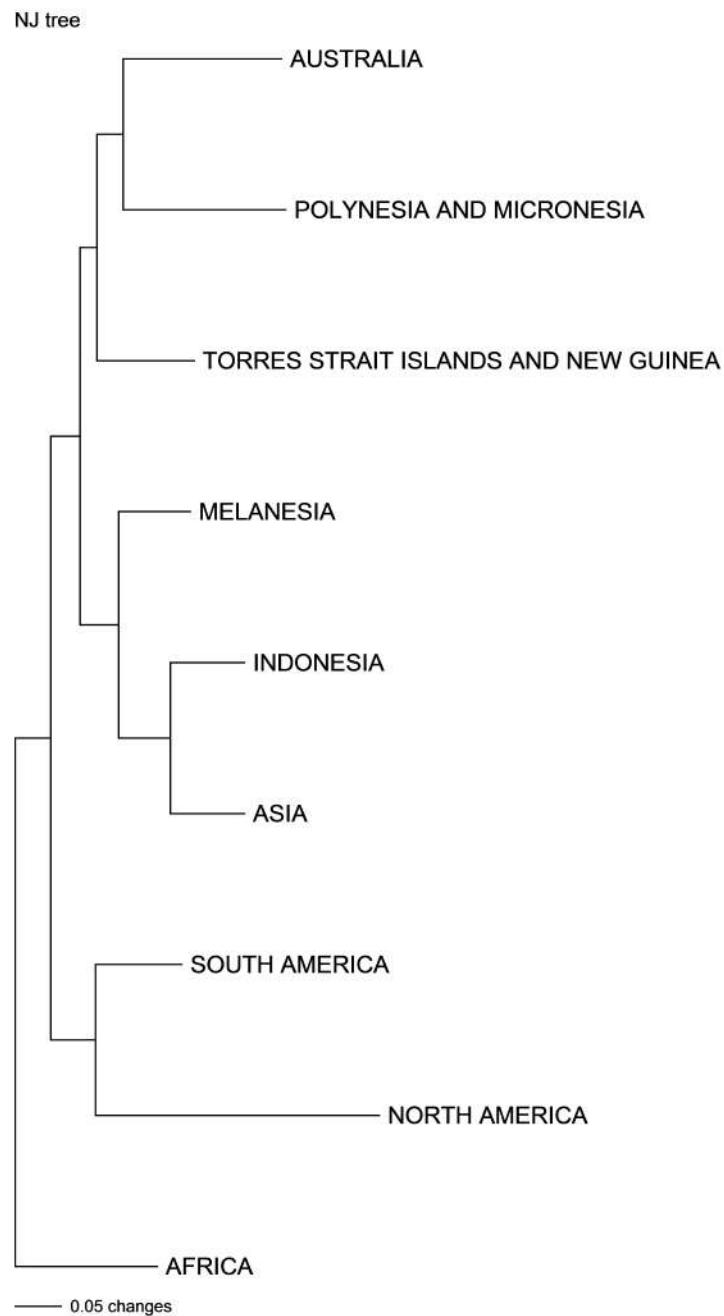 NJ tree
AUSTRALIA
POLYNESIA AND MICRONESIA
TORRES STRAIT ISLANDS AND NEW GUINEA
MELANESIA
INDONESIA
ASIA
SOUTH AMERICA
NORTH AMERICA
AFRICA
0.05 changes